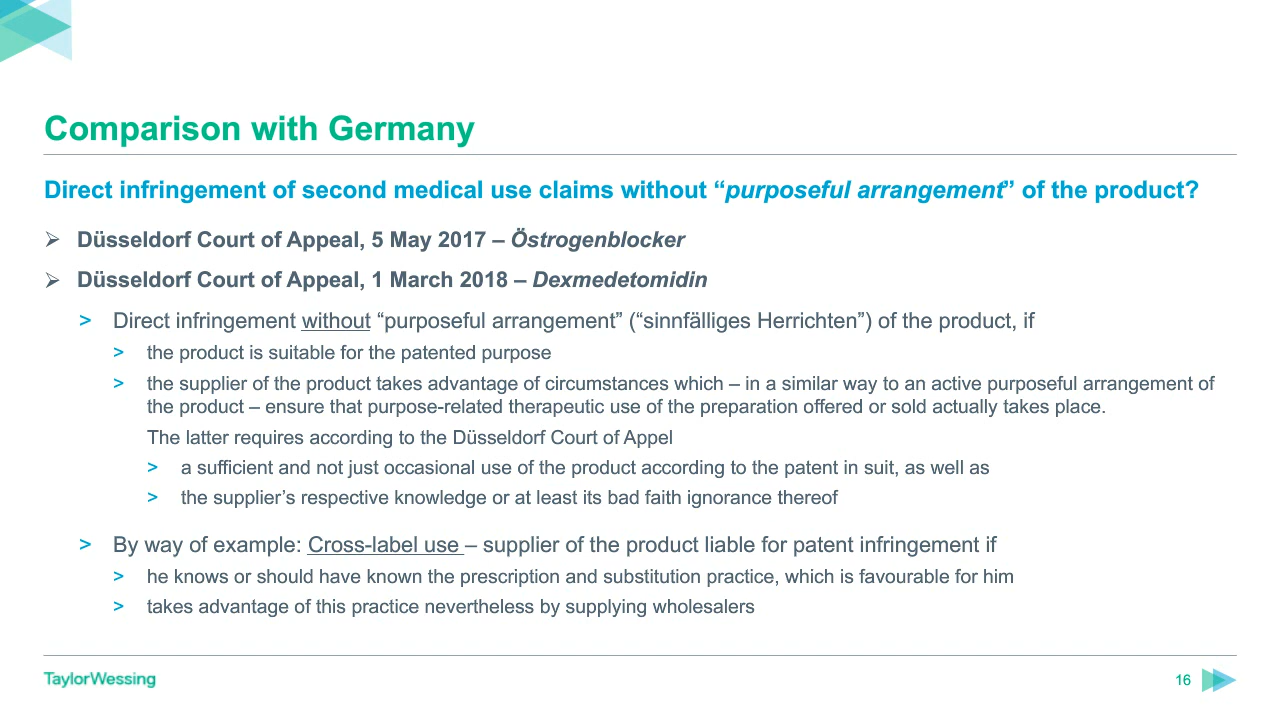 Comparison with Germany
Direct infringement of second medical use claims without “purposeful arrangement” of the product?
➢ Düsseldorf Court of Appeal, 5 May 2017 – Östrogenblocker
➢ Düsseldorf Court of Appeal, 1 March 2018 – Dexmedetomidin
> Direct infringement without “purposeful arrangement” (“sinnfälliges Herrichten”) of the product, if
> the product is suitable for the patented purpose
> the supplier of the product takes advantage of circumstances which – in a similar way to an active purposeful arrangement of
the product – ensure that purpose-related therapeutic use of the preparation offered or sold actually takes place.
The latter requires according to the Düsseldorf Court of Appel
> a sufficient and not just occasional use of the product according to the patent in suit, as well as
> the supplier’s respective knowledge or at least its bad faith ignorance thereof
> By way of example: Cross-label use – supplier of the product liable for patent infringement if
> he knows or should have known the prescription and substitution practice, which is favourable for him
> takes advantage of this practice nevertheless by supplying wholesalers
TaylorWessing
16